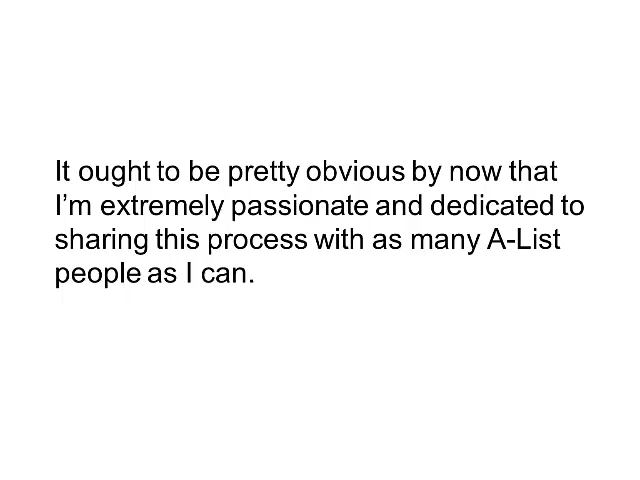 It ought to be pretty obvious by now that
I’m extremely passionate and dedicated to
sharing this process with as many A-List
people as I can.